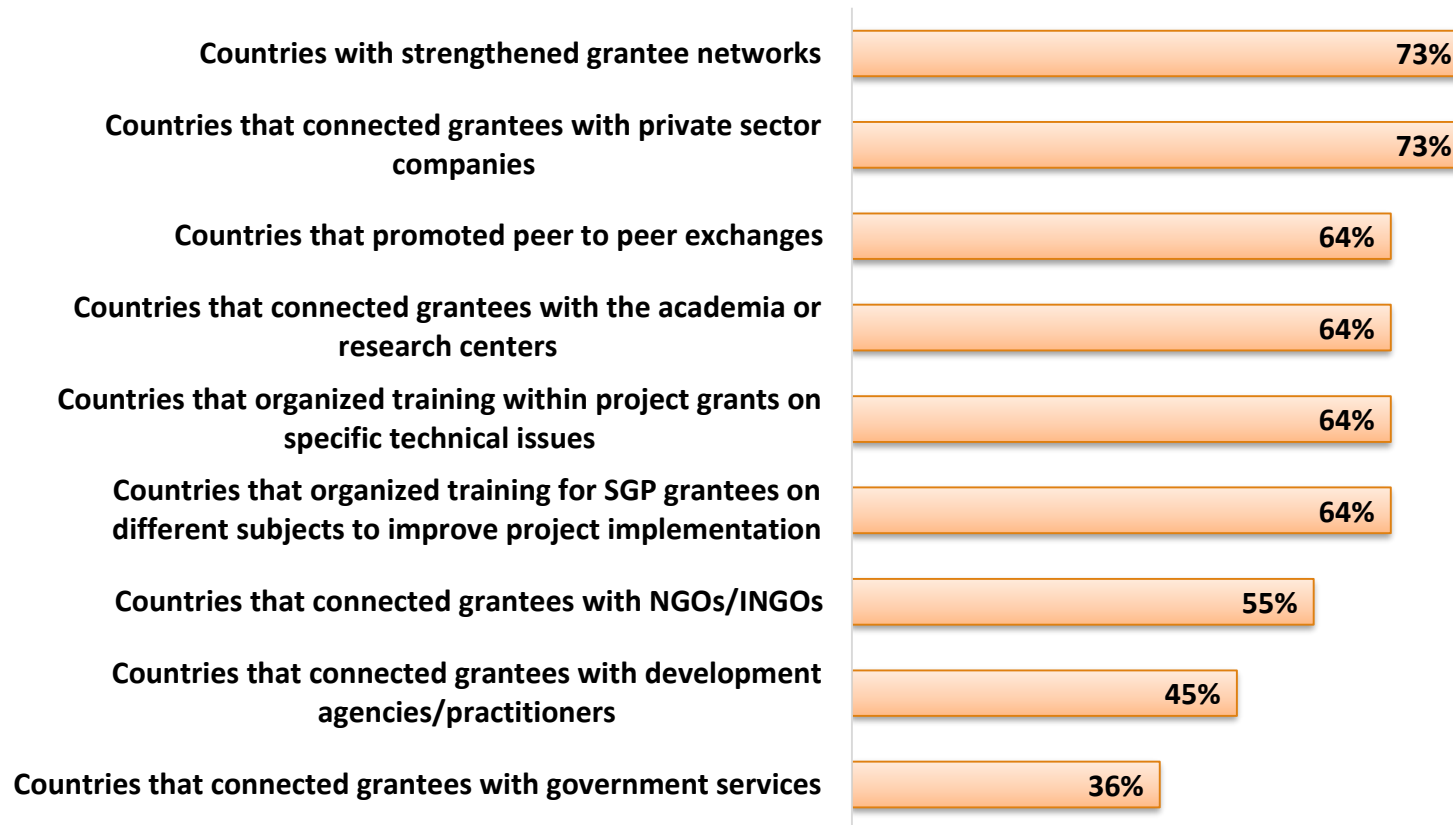 Countries with strengthened grantee networks
73%
Countries that connected grantees with private sector
companies
73%
Countries that promoted peer to peer exchanges
64%
Countries that connected grantees with the academia or
research centers
64%
Countries that organized training within project grants on
specific technical issues
64%
Countries that organized training for SGP grantees on
different subjects to improve project implementation
64%
Countries that connected grantees with NGOs/INGOs
55%
Countries that connected grantees with development
agencies/practitioners
45%
Countries that connected grantees with government services
36%